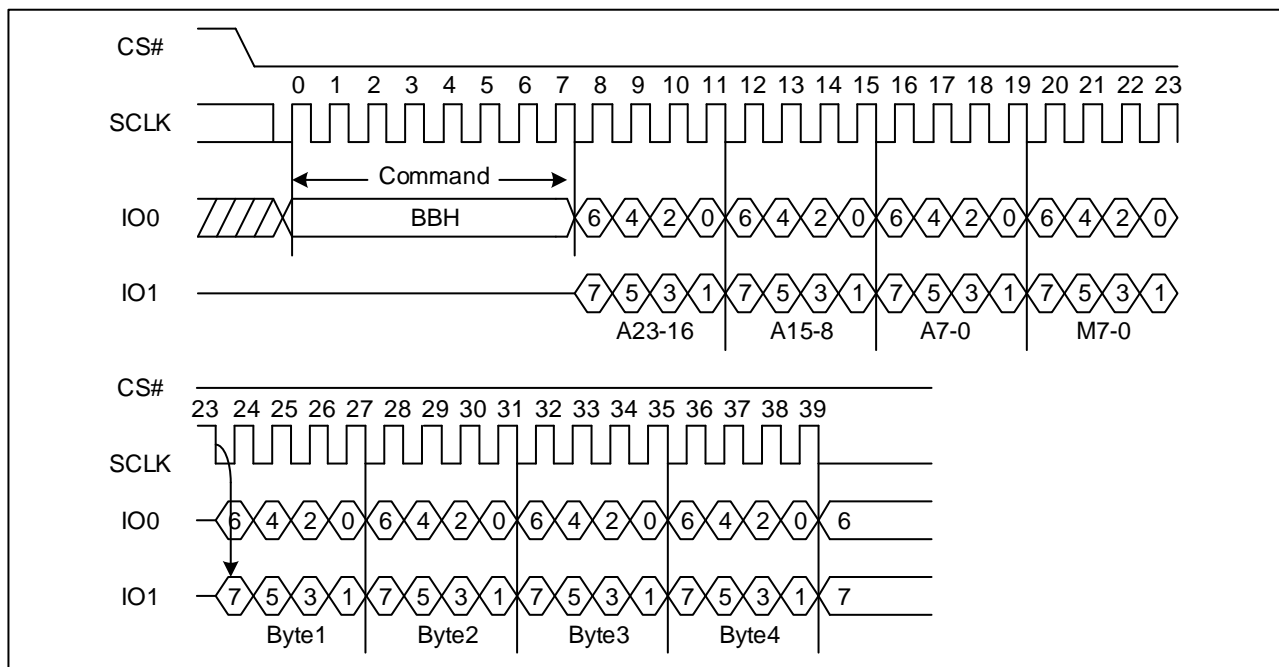 CS#
0 1 2 3 4 5 6 7 8 9 10 11 12 13 14 15 16 17 18 19 20 21 22 23
SCLK
Command
IO0 BBH 6 4 2 0 6 4 2 0 6 4 2 0 6 4 2 0
IO1 7 5 3 1 7 5 3 1 7 5 3 1 7 5 3 1
A23-16 A15-8 A7-0 M7-0
CS#
23 24 25 26 27 28 29 30 31 32 33 34 35 36 37 38 39
SCLK
IO0 6 4 2 0 6 4 2 0 6 4 2 0 6 4 2 0 6
IO1 7 5 3 1 7 5 3 1 7 5 3 1 7 5 3 1 7
Byte1 Byte2 Byte3 Byte4